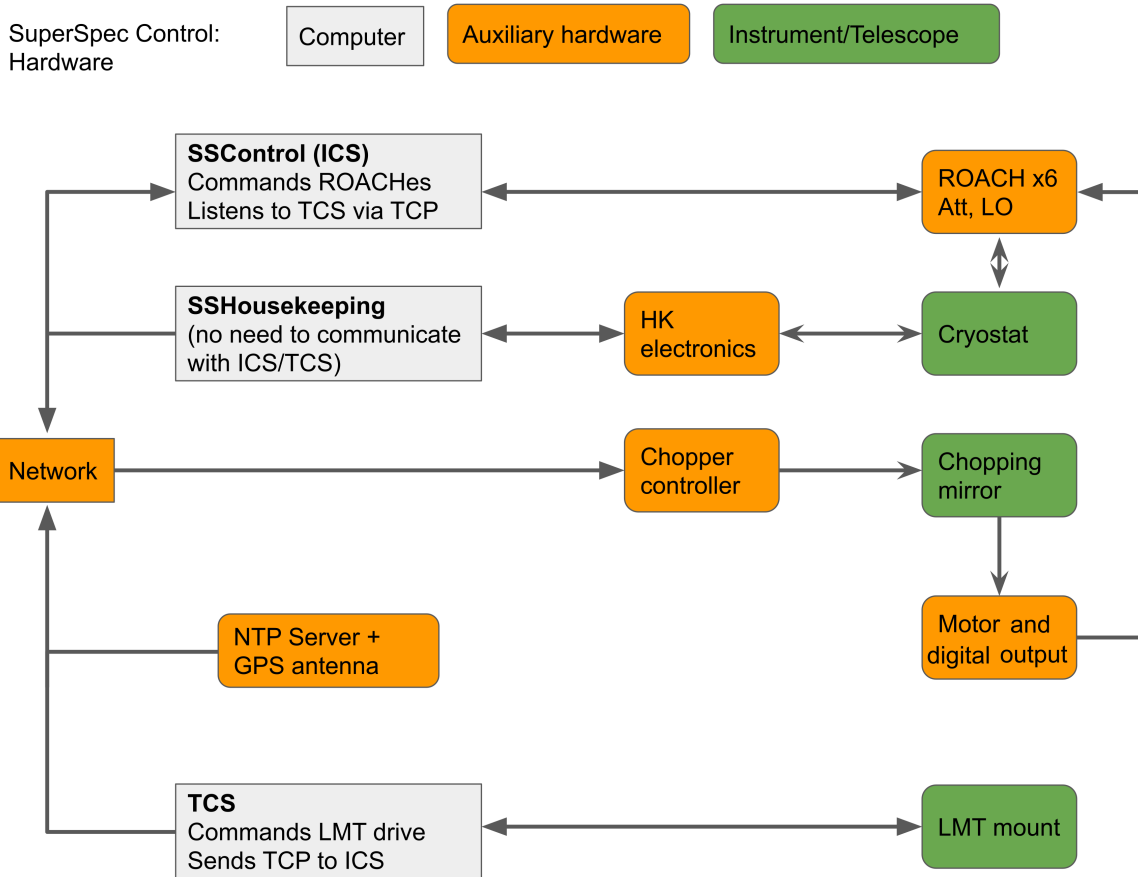 SuperSpec Control:
Hardware
Computer
Auxiliary hardware
Instrument/Telescope
SSControl (ICS)
Commands ROACHes
Listens to TCS via TCP
ROACH x6
Att, LO
SSHousekeeping
(no need to communicate
with ICS/TCS)
HK
electronics
Cryostat
Network
Chopper
controller
Chopping
mirror
NTP Server +
GPS antenna
Motor and
digital output
TCS
Commands LMT drive
Sends TCP to ICS
LMT mount